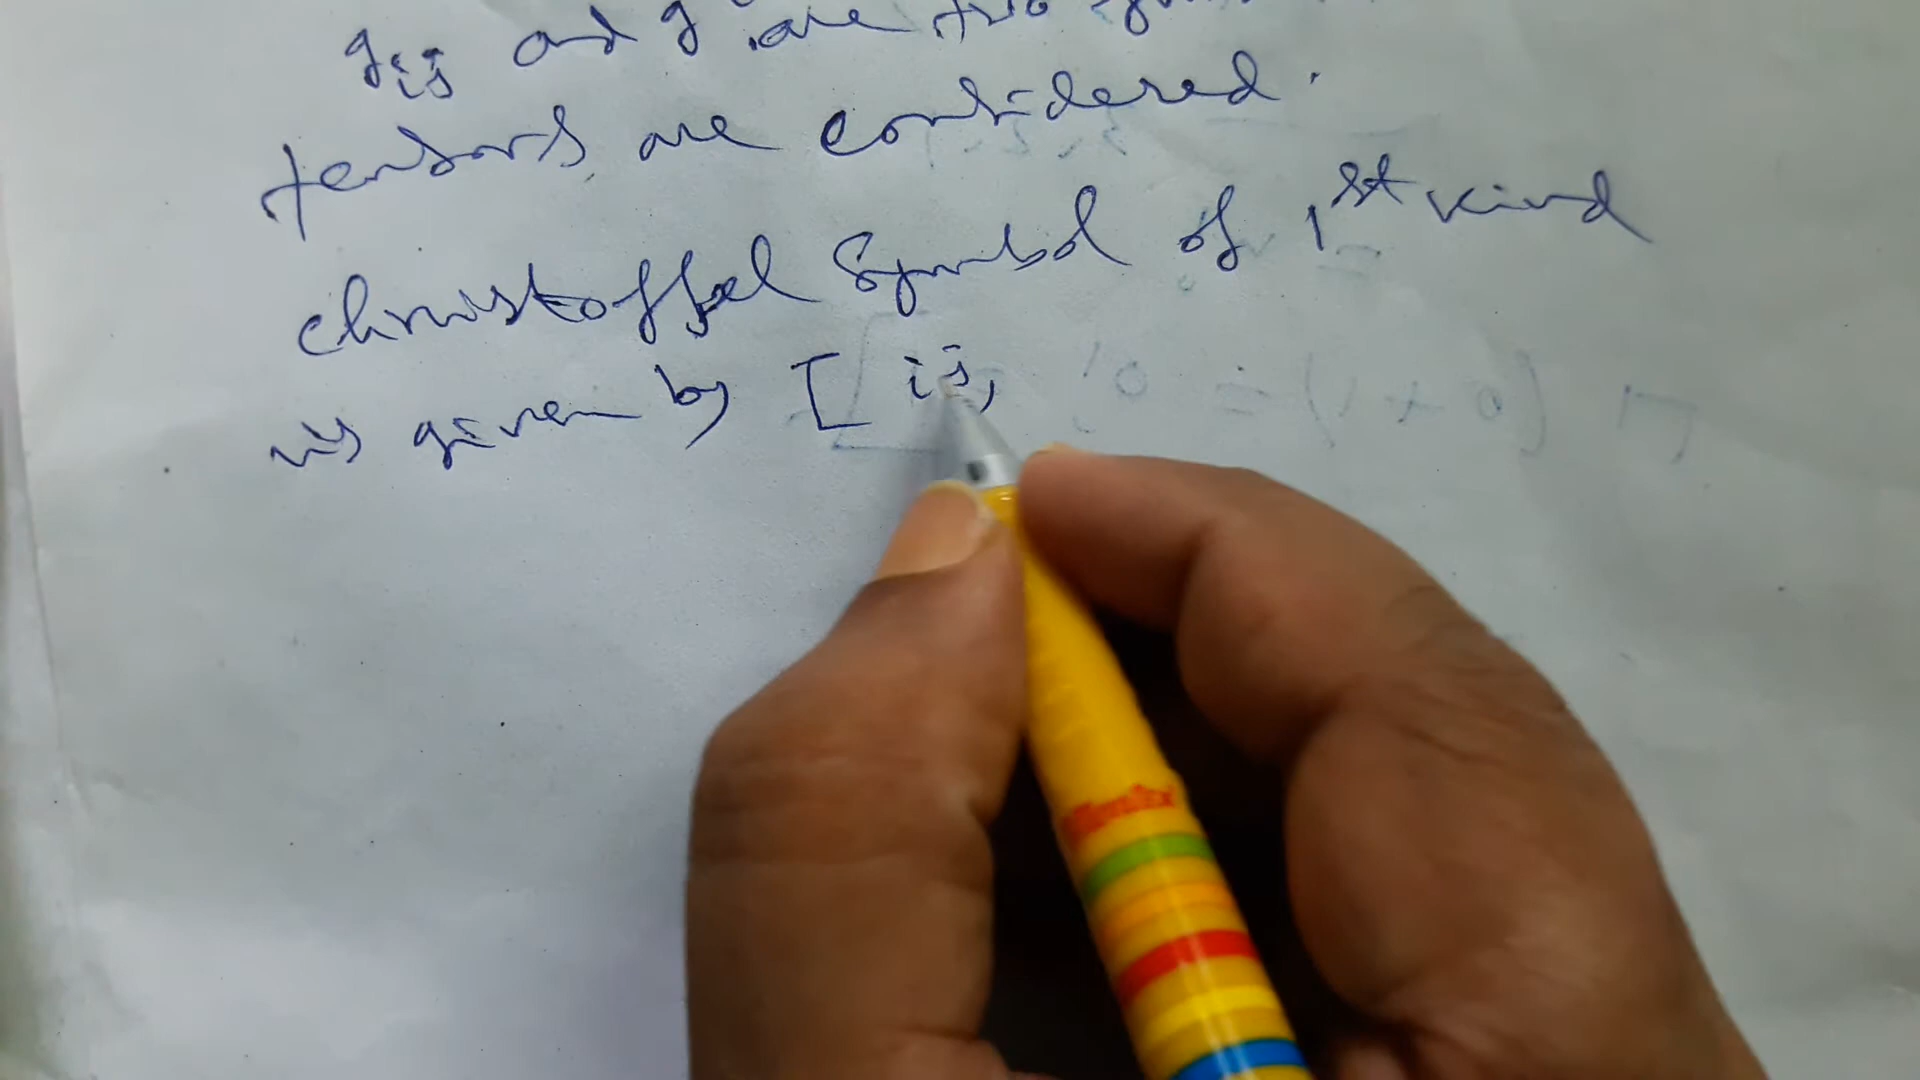 gij and g are two
tensors are considered.
christoffel symbol of 1st kind
is given by [ ij,